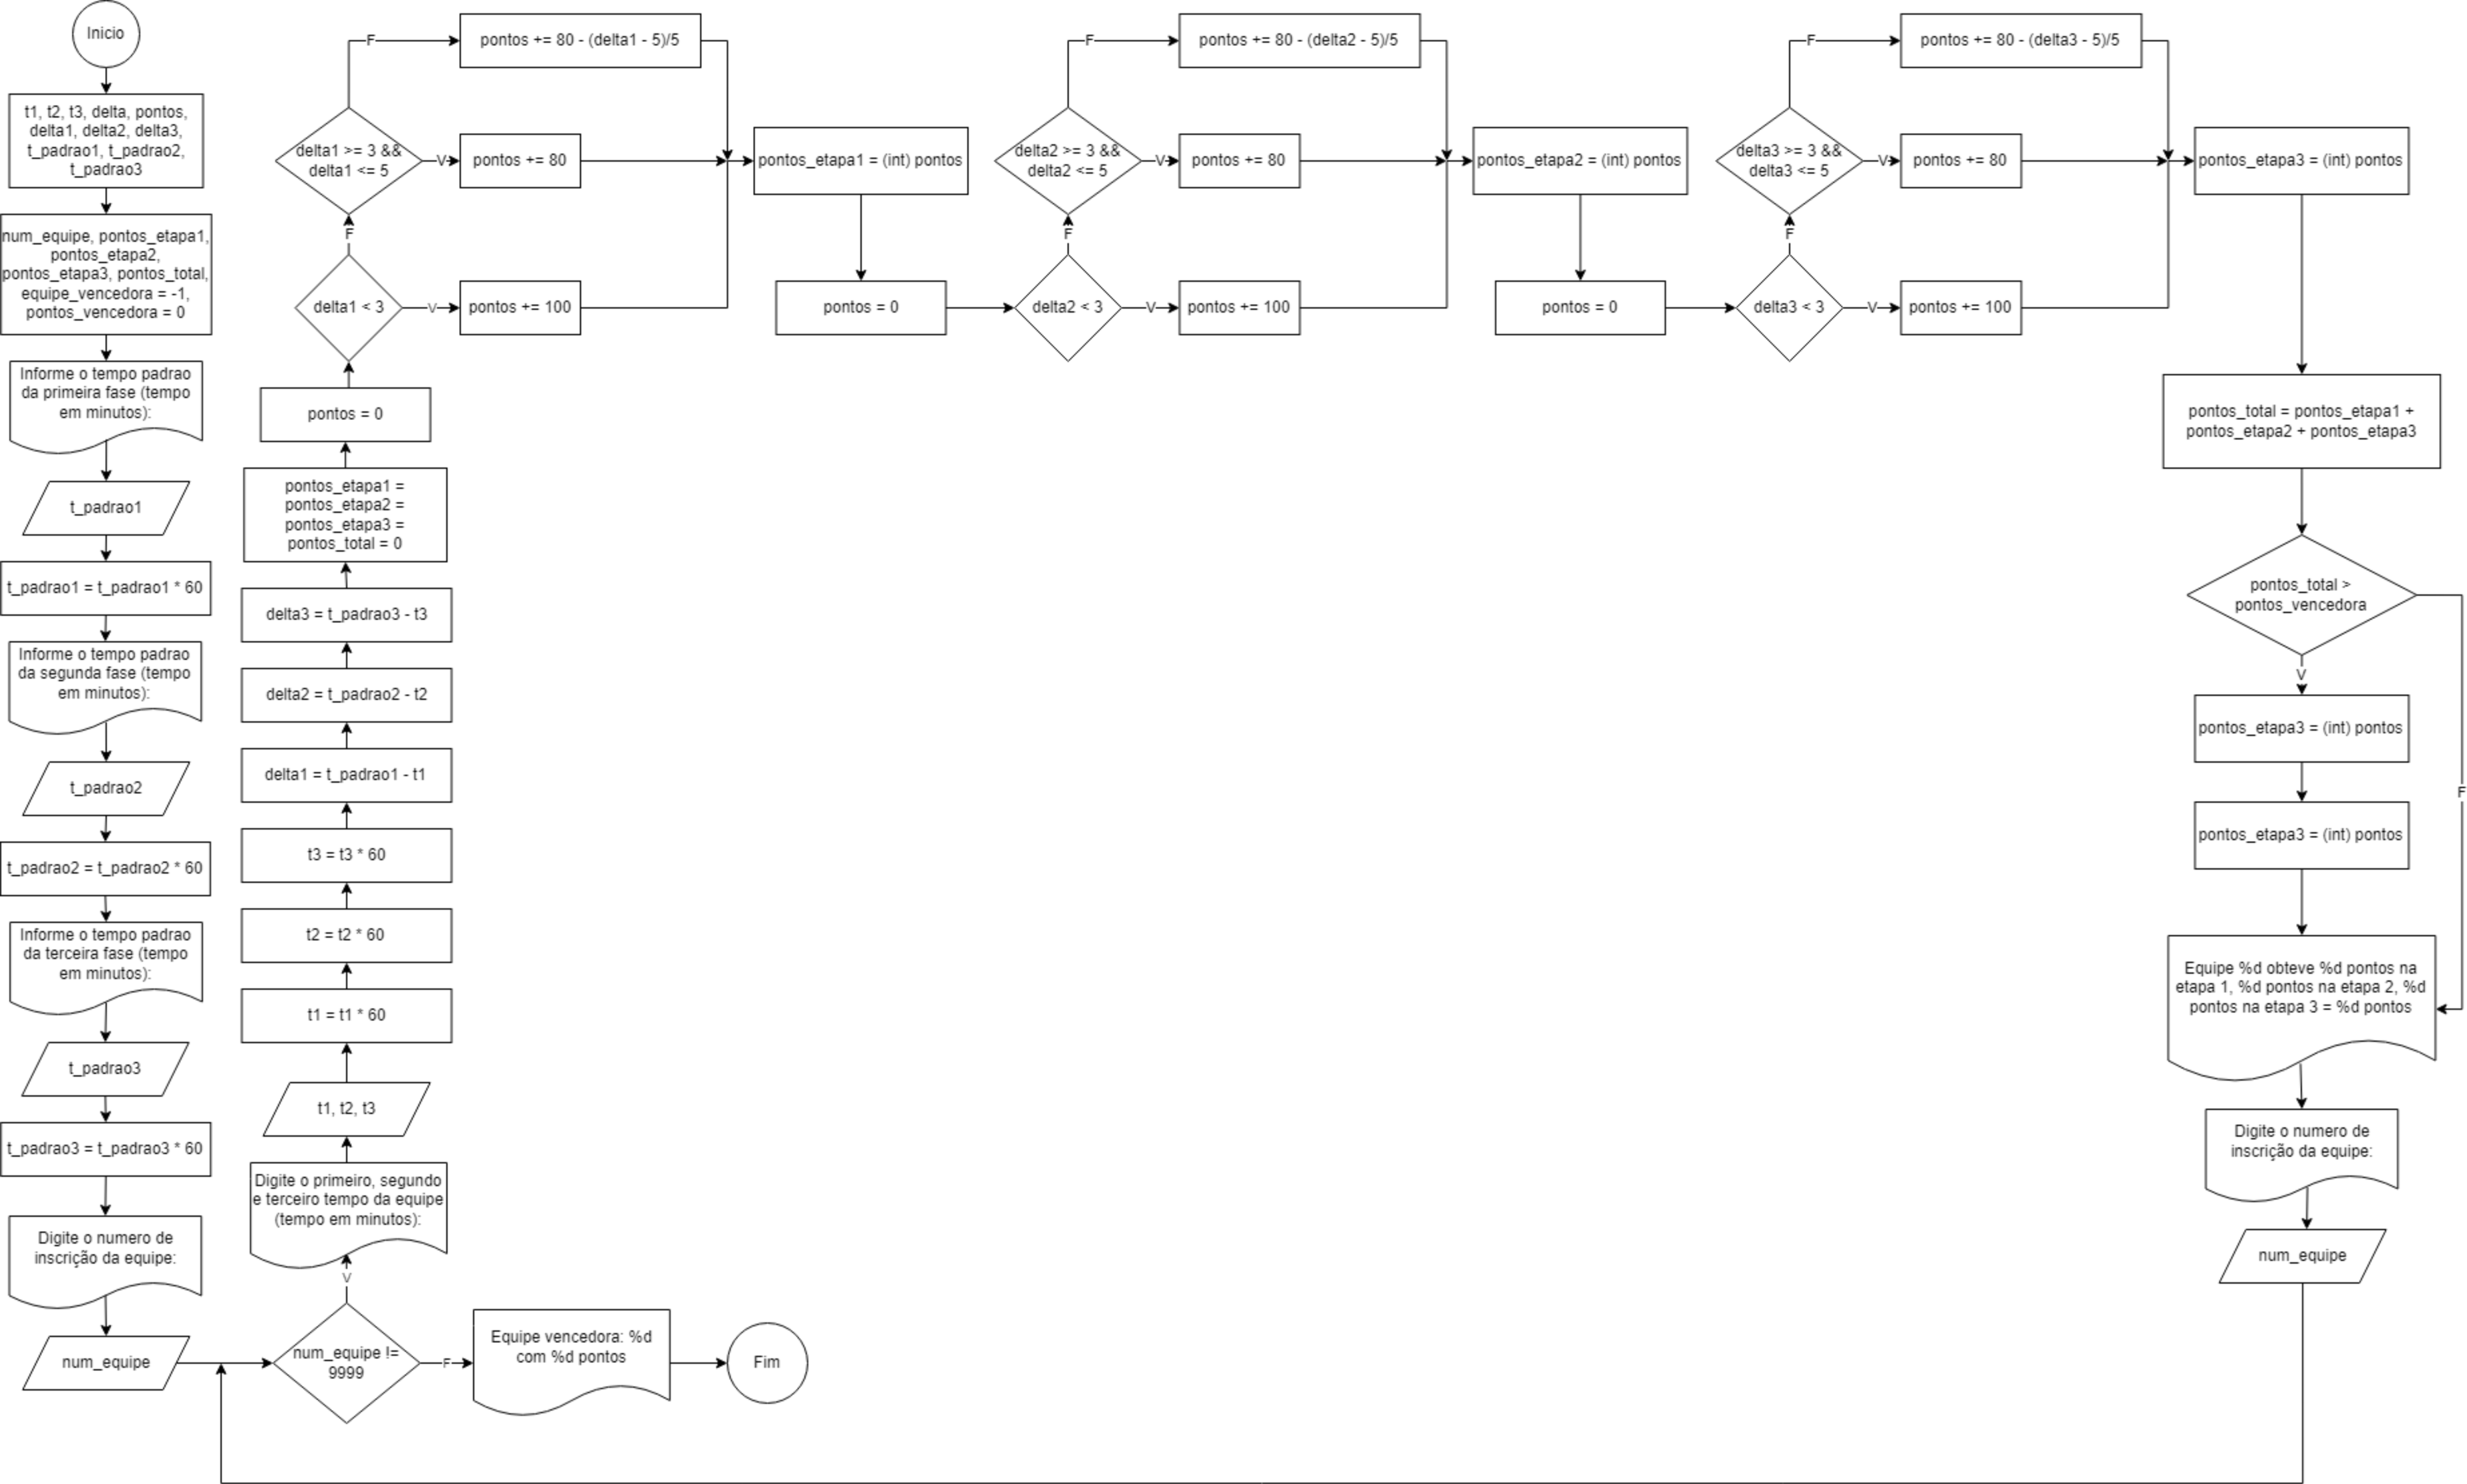 Inicio
t1, t2, t3, delta, pontos,
delta1, delta2, delta3,
t_padrao1, t_padrao2,
t_padrao3
num_equipe, pontos_etapa1,
pontos_etapa2,
pontos_etapa3, pontos_total,
equipe_vencedora = -1,
pontos_vencedora = 0
Informe o tempo padrao
da primeira fase (tempo
em minutos):
t_padrao1
t_padrao1 = t_padrao1 * 60
Informe o tempo padrao
da segunda fase (tempo
em minutos):
t_padrao2
t_padrao2 = t_padrao2 * 60
Informe o tempo padrao
da terceira fase (tempo
em minutos):
t_padrao3
t_padrao3 = t_padrao3 * 60
Digite o numero de
inscrição da equipe:
num_equipe
num_equipe !=
9999
F
Equipe vencedora: %d
com %d pontos
Fim
V
Digite o primeiro, segundo
e terceiro tempo da equipe
(tempo em minutos):
t1, t2, t3
t1 = t1 * 60
t2 = t2 * 60
t3 = t3 * 60
delta1 = t_padrao1 - t1
delta2 = t_padrao2 - t2
delta3 = t_padrao3 - t3
pontos_etapa1 =
pontos_etapa2 =
pontos_etapa3 =
pontos_total = 0
pontos = 0
delta1 < 3
V
pontos += 100
F
delta1 >= 3 &&
delta1 <= 5
V
pontos += 80
F
pontos += 80 - (delta1 - 5)/5
pontos_etapa1 = (int) pontos
pontos = 0
delta2 < 3
V
pontos += 100
F
delta2 >= 3 &&
delta2 <= 5
V
pontos += 80
F
pontos += 80 - (delta2 - 5)/5
pontos_etapa2 = (int) pontos
pontos = 0
delta3 < 3
V
pontos += 100
F
delta3 >= 3 &&
delta3 <= 5
V
pontos += 80
F
pontos += 80 - (delta3 - 5)/5
pontos_etapa3 = (int) pontos
pontos_total = pontos_etapa1 +
pontos_etapa2 + pontos_etapa3
pontos_total >
pontos_vencedora
V
pontos_etapa3 = (int) pontos
pontos_etapa3 = (int) pontos
F
Equipe %d obteve %d pontos na
etapa 1, %d pontos na etapa 2, %d
pontos na etapa 3 = %d pontos
Digite o numero de
inscrição da equipe:
num_equipe